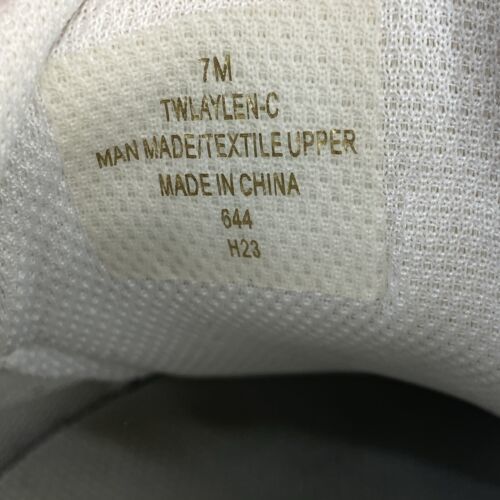 7M
TWLAYLEN-C
MAN MADE/TEXTILE UPPER
MADE IN CHINA
644
H23